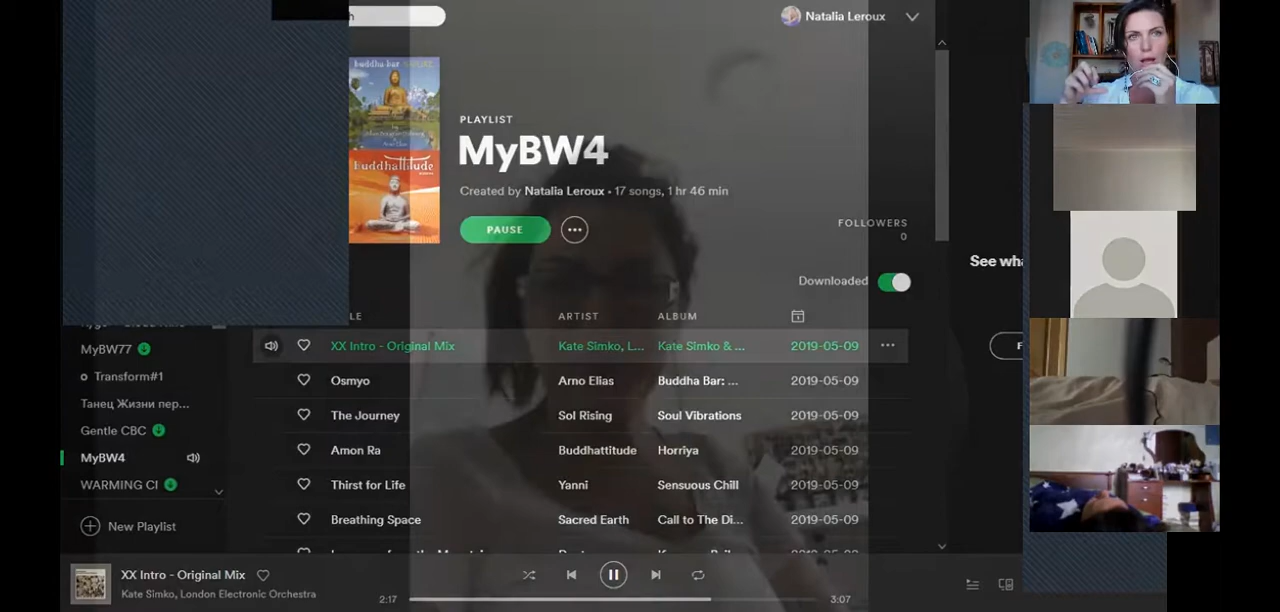 h
Natalia Leroux
buddha-bar
PLAYLIST
MyBW4
buddhattitude
Created by Natalia Leroux • 17 songs, 1 hr 46 min
PAUSE
FOLLOWERS
0
See wha
Downloaded
LE ARTIST ALBUM
MyBW77
XX Intro - Original Mix Kate Simko, L... Kate Simko & ... 2019-05-09
F
Transform#1
Osmyo Arno Elias Buddha Bar: ... 2019-05-09
Танец Жизни пер...
The Journey Sol Rising Soul Vibrations 2019-05-09
Gentle CBC
Amon Ra Buddhattitude Horriya 2019-05-09
MyBW4
Thirst for Life Yanni Sensuous Chill 2019-05-09
WARMING CI
Breathing Space Sacred Earth Call to The Di... 2019-05-09
New Playlist
XX Intro - Original Mix
Kate Simko, London Electronic Orchestra
2:17 3:07